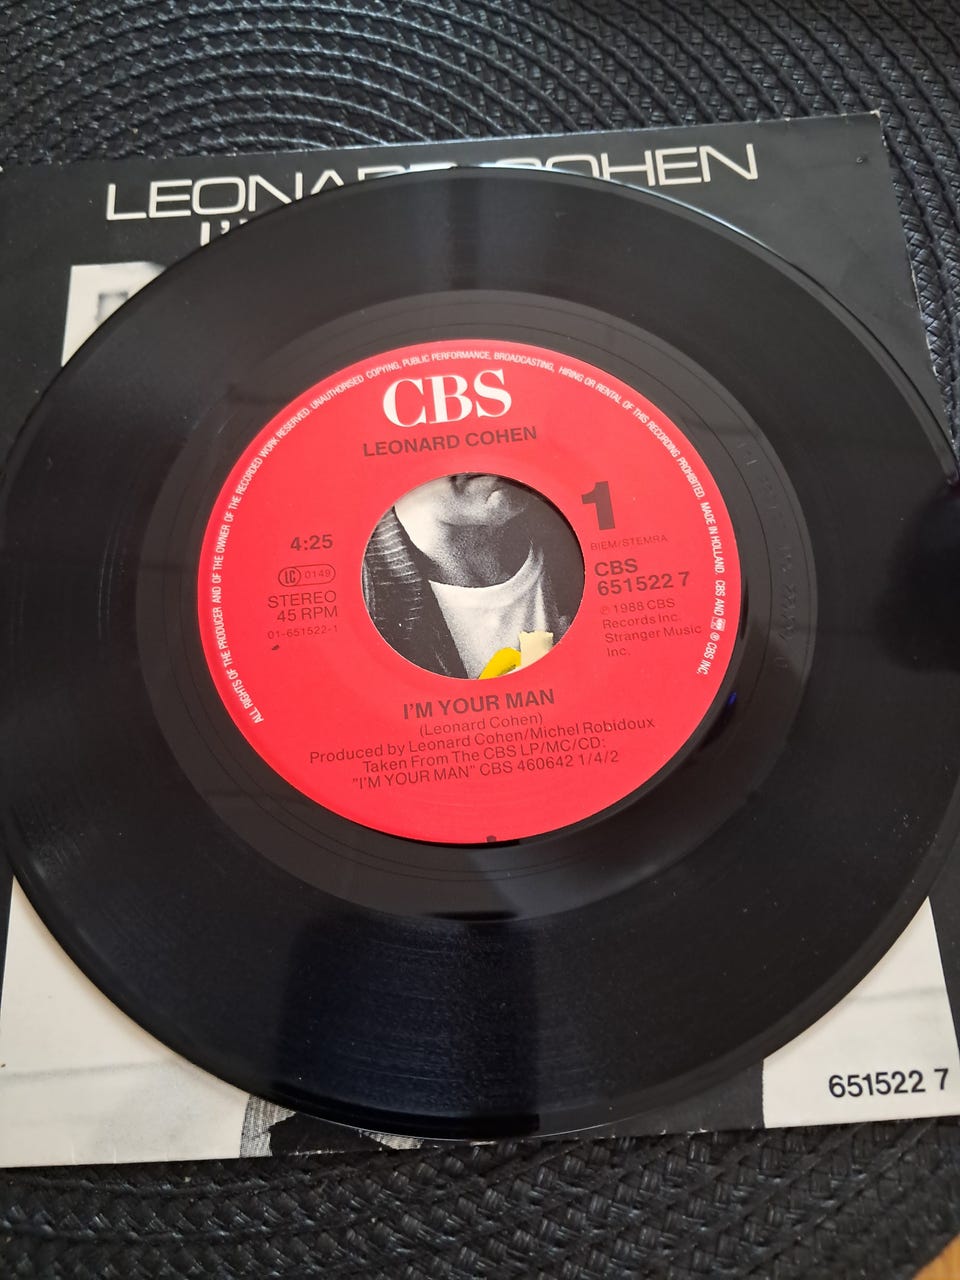 LEONARD COHEN
I'
ALL RIGHTS OF THE PRODUCER AND OF THE OWNER OF THE RECORDED WORK RESERVED. UNAUTHORISED COPYING, PUBLIC PERFORMANCE, BROADCASTING, HIRING OR RENTAL OF THIS RECORDING PROHIBITED. MADE IN HOLLAND CBS AND ® CBS INC.
CBS
LEONARD COHEN
1
BIEM/STEMRA
4:25
LC 0149
STEREO
45 RPM
01-651522-1
CBS
651522 7
℗ 1988 CBS
Records Inc.
Stranger Music
Inc.
I'M YOUR MAN
(Leonard Cohen)
Produced by Leonard Cohen/Michel Robidoux
Taken From The CBS LP/MC/CD:
"I'M YOUR MAN" CBS 460642 1/4/2
651522 7